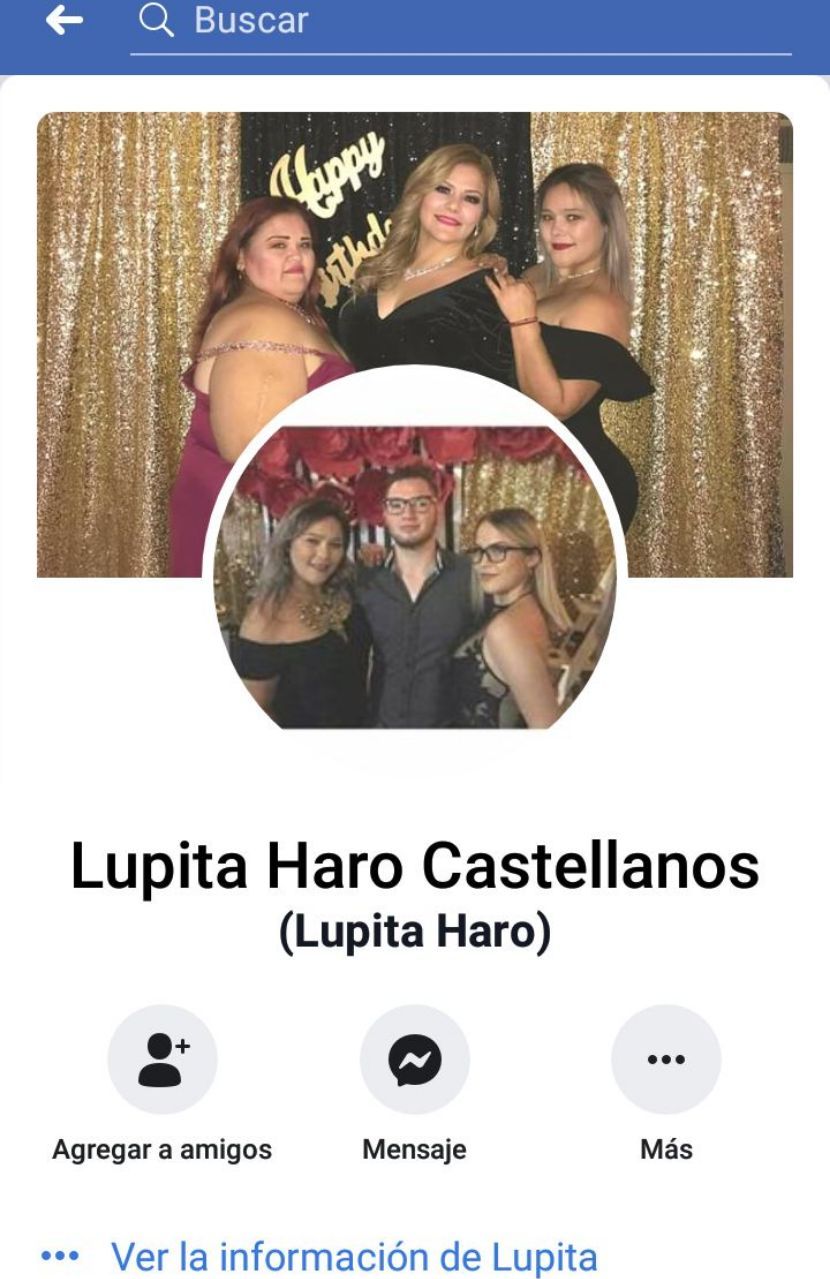 Buscar
Happy
Birthday
Lupita Haro Castellanos
(Lupita Haro)
Agregar a amigos
Mensaje
Más
Ver la información de Lupita